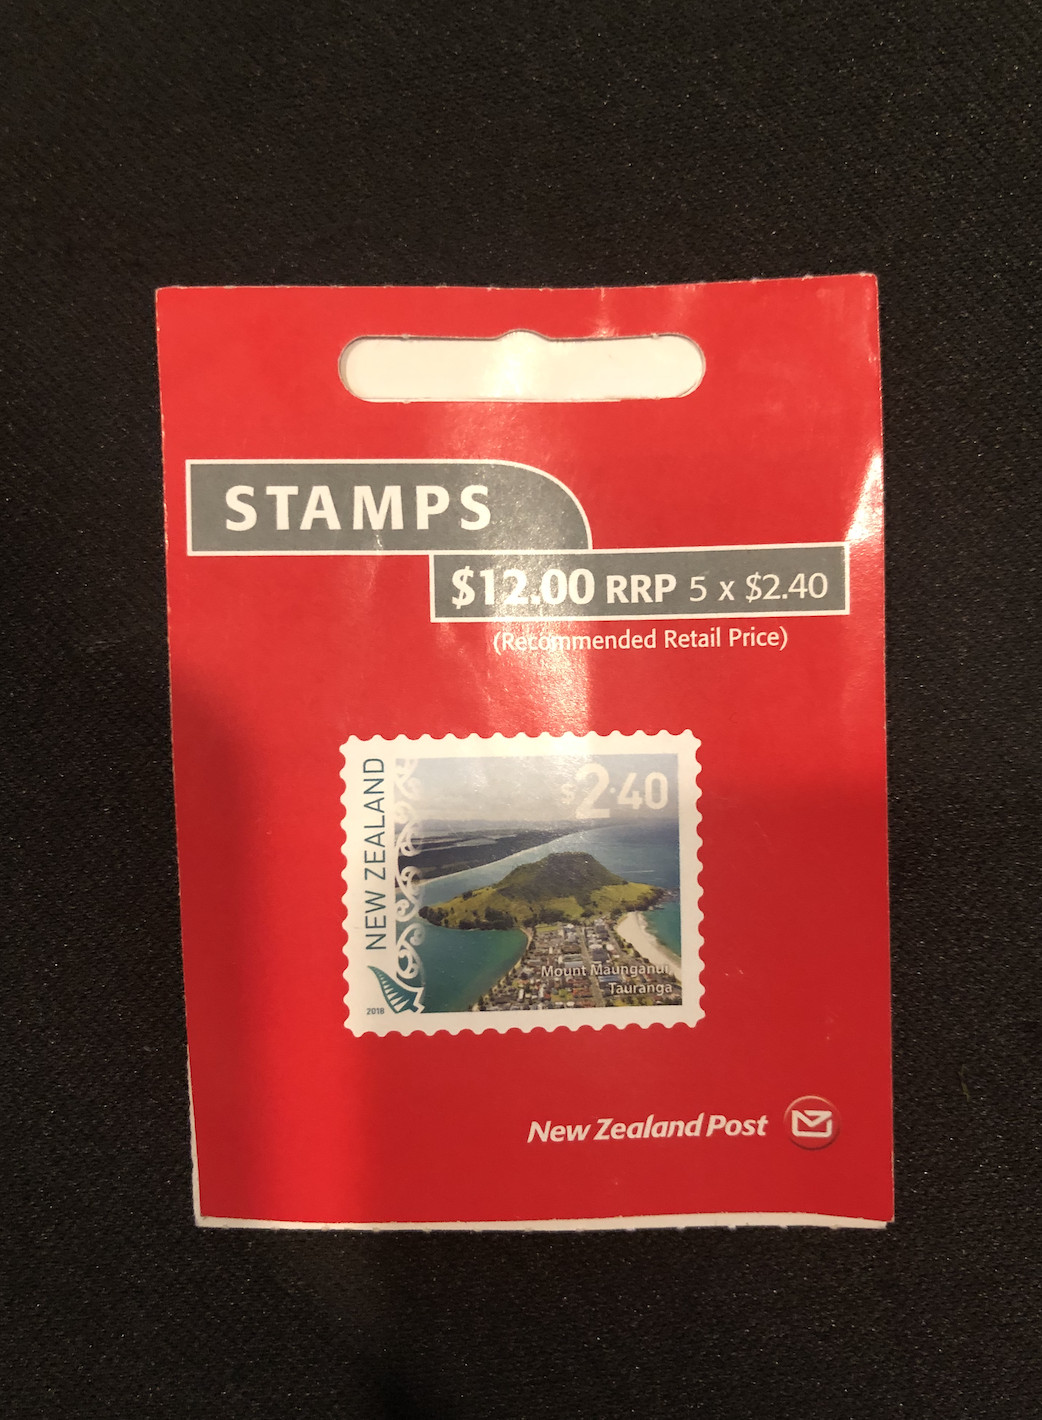 STAMPS
$12.00 RRP 5 x $2.40
(Recommended Retail Price)
NEW ZEALAND
$2.40
Mount Maunganui,
Tauranga
2018
New Zealand Post